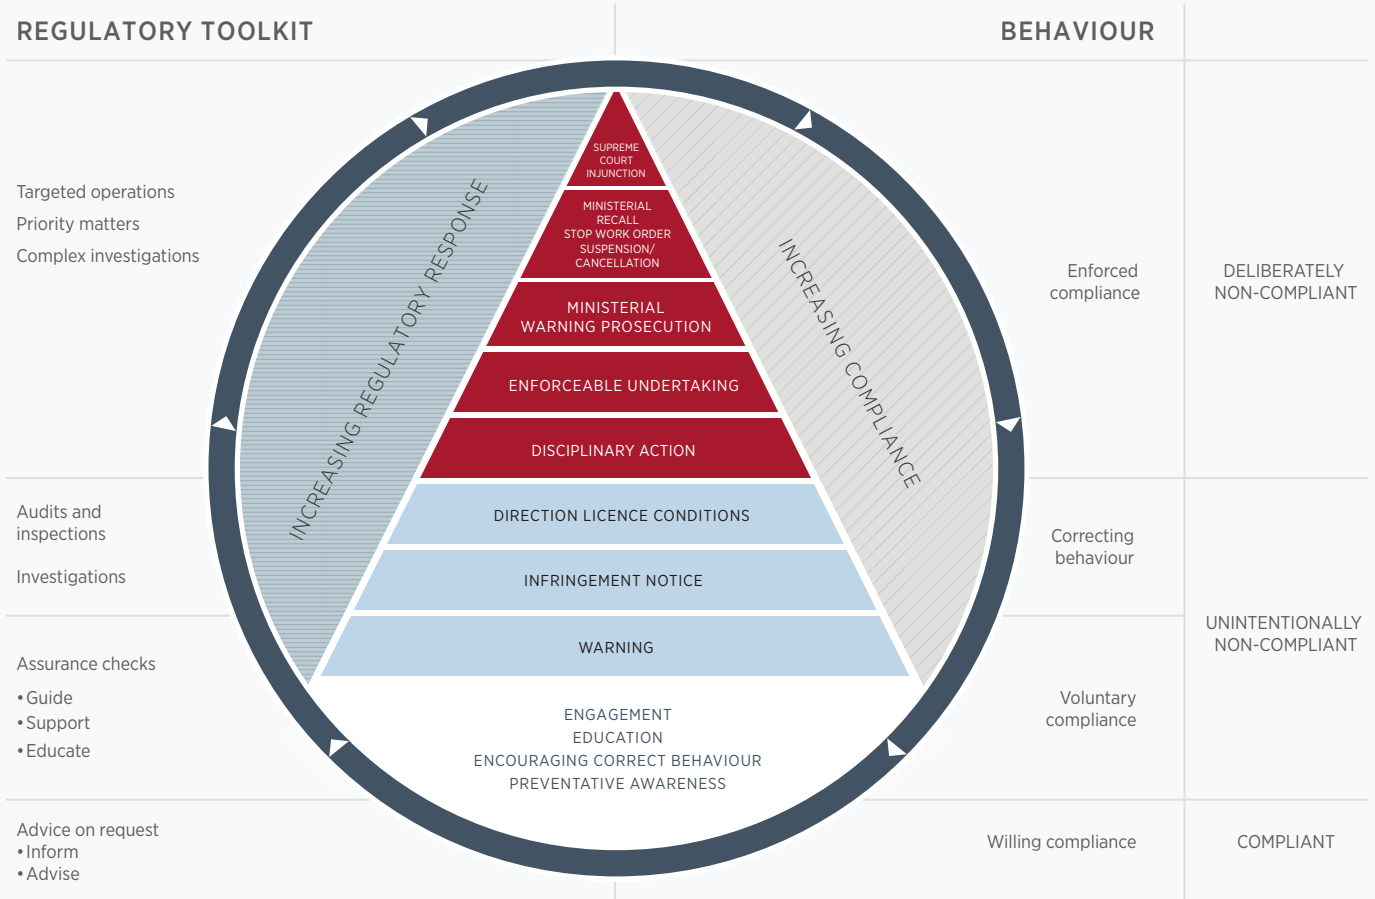 REGULATORY TOOLKIT
BEHAVIOUR
Targeted operations
Priority matters
Complex investigations
Audits and
inspections
Investigations
Assurance checks
• Guide
• Support
• Educate
Advice on request
• Inform
• Advise
INCREASING REGULATORY RESPONSE
SUPREME
COURT
INJUNCTION
MINISTERIAL
RECALL
STOP WORK ORDER
SUSPENSION/
CANCELLATION
MINISTERIAL
WARNING PROSECUTION
ENFORCEABLE UNDERTAKING
DISCIPLINARY ACTION
DIRECTION LICENCE CONDITIONS
INFRINGEMENT NOTICE
WARNING
ENGAGEMENT
EDUCATION
ENCOURAGING CORRECT BEHAVIOUR
PREVENTATIVE AWARENESS
INCREASING COMPLIANCE
Enforced
compliance
Correcting
behaviour
Voluntary
compliance
Willing compliance
DELIBERATELY
NON-COMPLIANT
UNINTENTIONALLY
NON-COMPLIANT
COMPLIANT